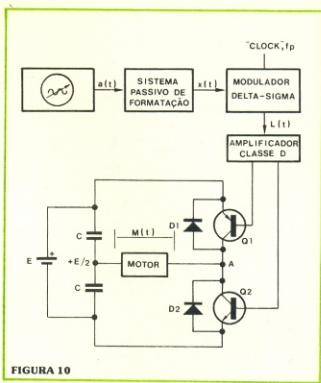 "CLOCK", fp
a(t)
SISTEMA
PASSIVO DE
FORMATAÇÃO
x(t)
MODULADOR
DELTA-SIGMA
L(t)
AMPLIFICADOR
CLASSE D
C
M(t)
D1
Q1
E
+
+E/2
MOTOR
A
C
D2
Q2
FIGURA 10